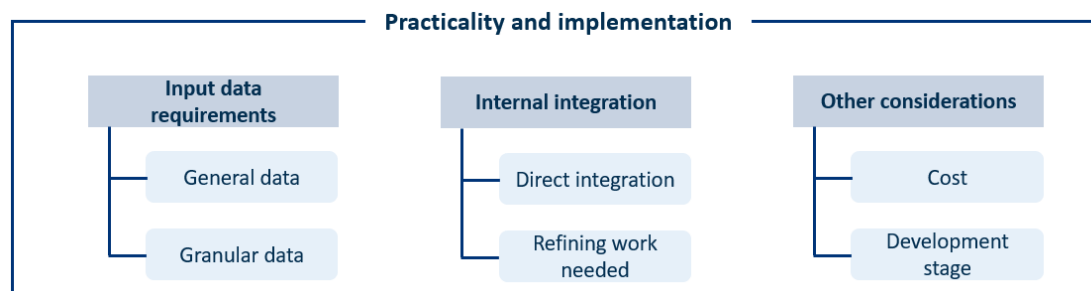 Practicality and implementation
Input data
requirements
General data
Granular data
Internal integration
Direct integration
Refining work
needed
Other considerations
Cost
Development
stage